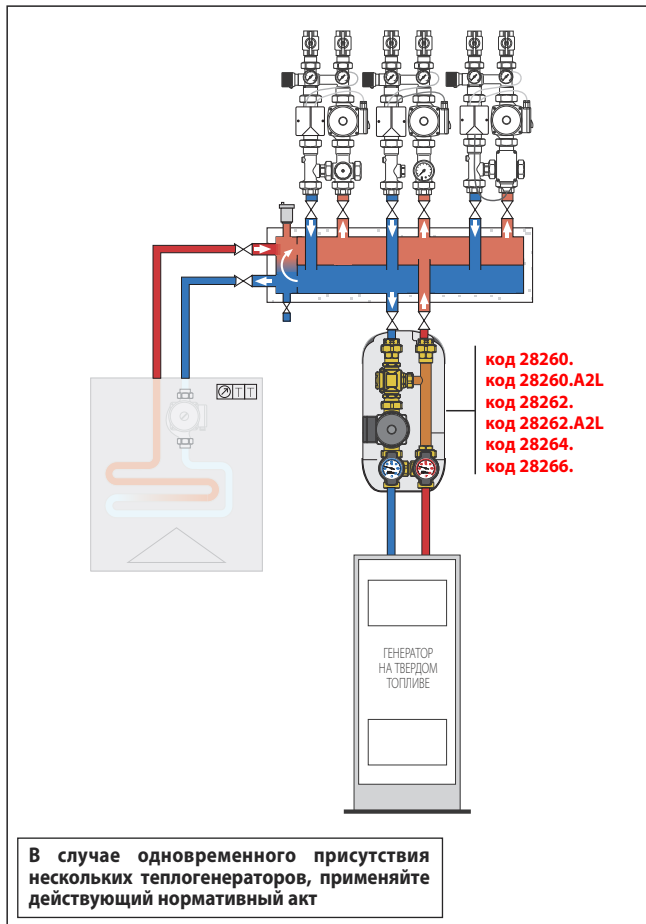 код 28260.
код 28260.A2L
код 28262.
код 28262.A2L
код 28264.
код 28266.
T T
ГЕНЕРАТОР
НА ТВЕРДОМ
ТОПЛИВЕ
В случае одновременного присутствия
нескольких теплогенераторов, применяйте
действующий нормативный акт